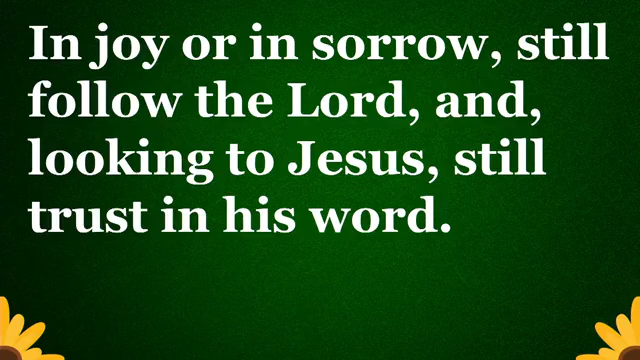 In joy or in sorrow, still
follow the Lord, and,
looking to Jesus, still
trust in his word.